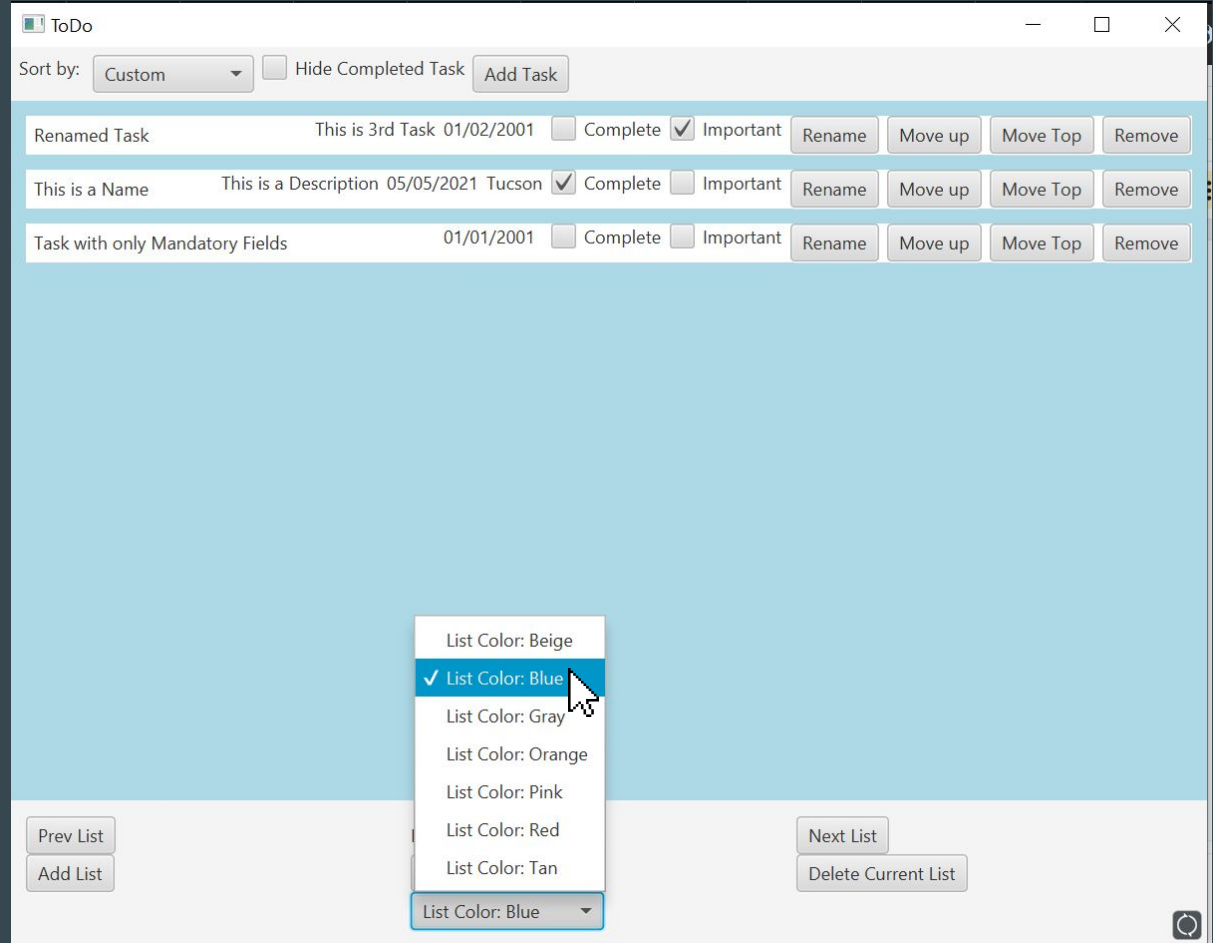 ToDo
Sort by: Custom Hide Completed Task Add Task
Renamed Task This is 3rd Task 01/02/2001 Complete Important Rename Move up Move Top Remove
This is a Name This is a Description 05/05/2021 Tucson Complete Important Rename Move up Move Top Remove
Task with only Mandatory Fields 01/01/2001 Complete Important Rename Move up Move Top Remove
List Color: Beige
List Color: Blue
List Color: Gray
List Color: Orange
List Color: Pink
List Color: Red
List Color: Tan
Prev List Next List
Add List Delete Current List
List Color: Blue